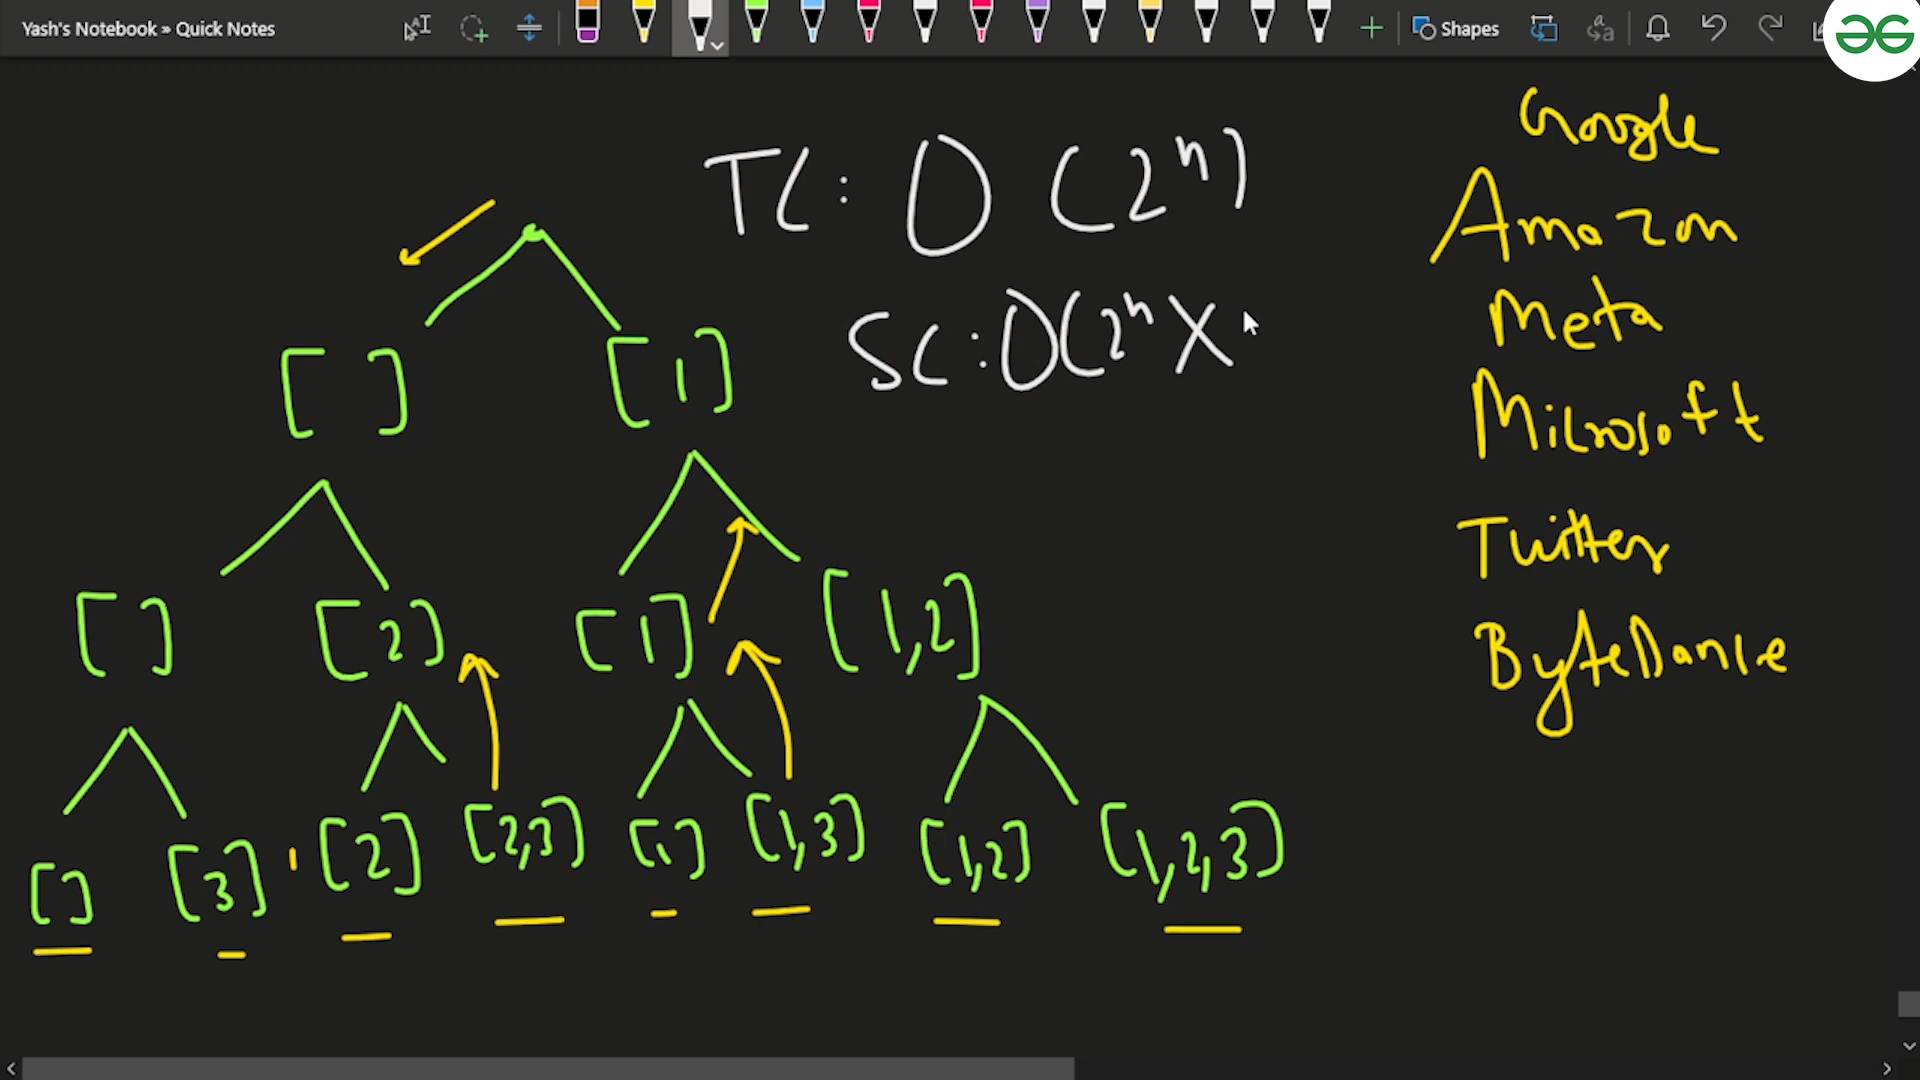 Yash's Notebook » Quick Notes
Shapes
TC: O (2^n)
SC: O(2^n X
Google
Amazon
Meta
Microsoft
Twitter
ByteDance
[ ] [1]
[ ] [2] [1] [1,2]
[] [3] [2] [2,3] [1] [1,3] [1,2] [1,2,3]